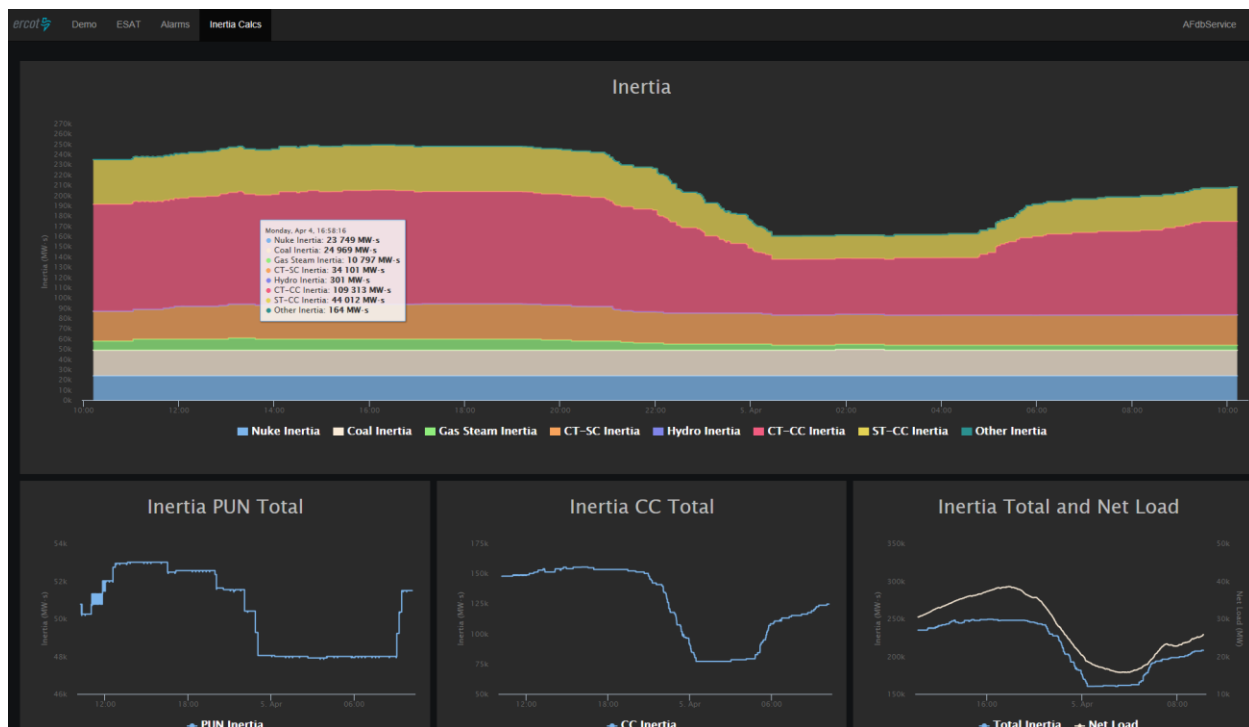 ercot Demo ESAT Alarms Inertia Calcs AFdbService
Inertia
270k
260k
250k
240k
230k
220k
210k
200k
190k
180k
170k
160k
150k
140k
130k
120k
110k
100k
90k
80k
70k
60k
50k
40k
30k
20k
10k
0k
Inertia (MW·s)
Monday, Apr 4, 16:58:16
Nuke Inertia: 23 749 MW·s
Coal Inertia: 24 969 MW·s
Gas Steam Inertia: 10 797 MW·s
CT-SC Inertia: 34 101 MW·s
Hydro Inertia: 301 MW·s
CT-CC Inertia: 109 313 MW·s
ST-CC Inertia: 44 012 MW·s
Other Inertia: 164 MW·s
10:00 12:00 14:00 16:00 18:00 20:00 22:00 5. Apr 02:00 04:00 06:00 08:00 10:00
Nuke Inertia Coal Inertia Gas Steam Inertia CT-SC Inertia Hydro Inertia CT-CC Inertia ST-CC Inertia Other Inertia
Inertia PUN Total
54k
52k
50k
48k
46k
Inertia (MW·s)
12:00 18:00 5. Apr 06:00
PUN Inertia
Inertia CC Total
175k
150k
125k
100k
75k
50k
Inertia (MW·s)
12:00 18:00 5. Apr 06:00
CC Inertia
Inertia Total and Net Load
350k
300k
250k
200k
150k
Inertia (MW·s)
50k
40k
30k
20k
10k
Net Load (MW)
16:00 5. Apr 08:00
Total Inertia Net Load